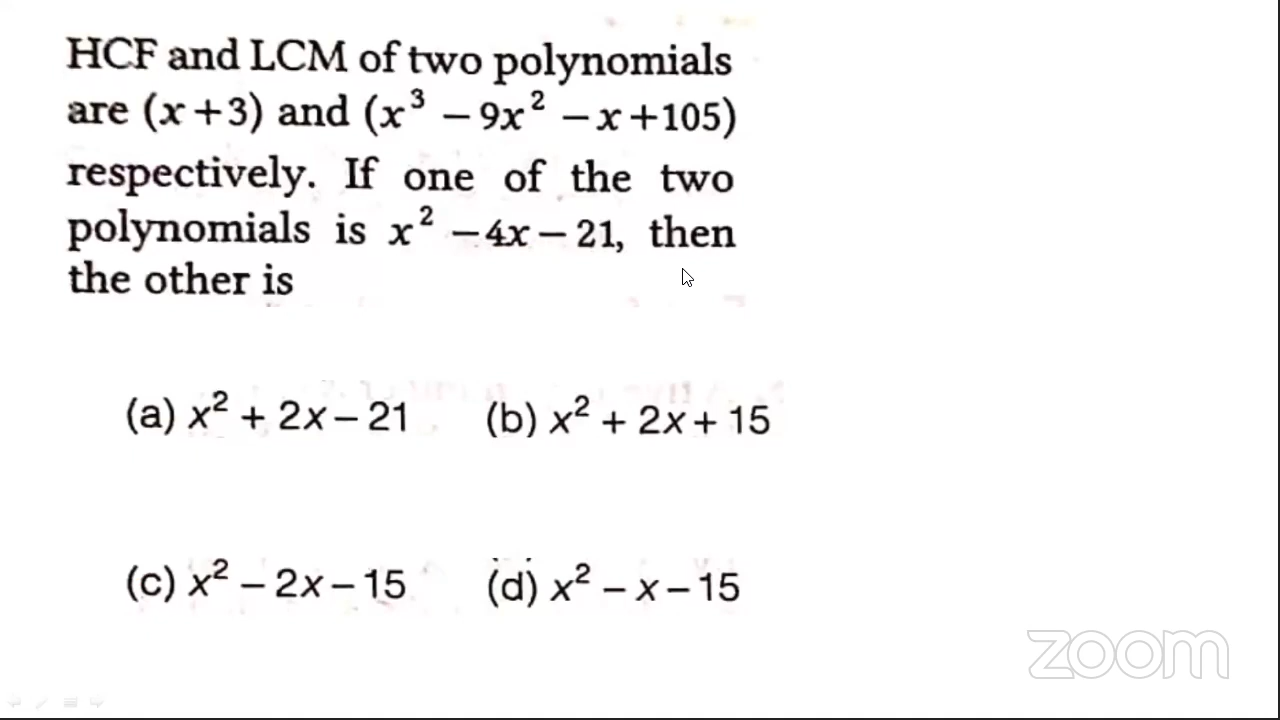 HCF and LCM of two polynomials
are (x+3) and (x³ −9x² −x+105)
respectively. If one of the two
polynomials is x² −4x−21, then
the other is
(a) x² + 2x− 21 (b) x² + 2x+ 15
(c) x² − 2x− 15 (d) x² − x− 15
zoom